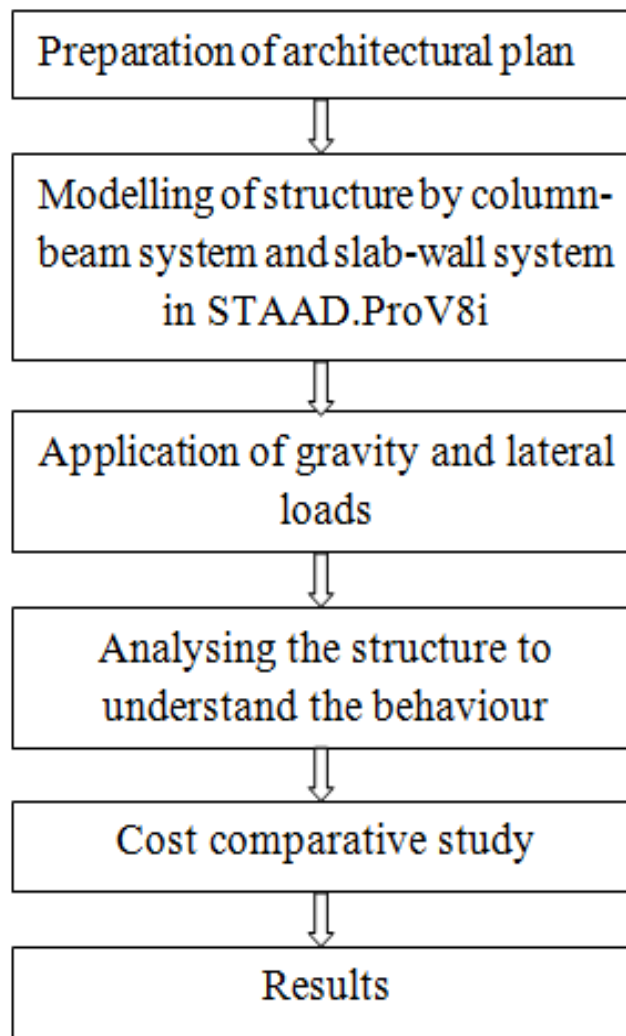 Preparation of architectural plan
Modelling of structure by column-
beam system and slab-wall system
in STAAD.ProV8i
Application of gravity and lateral
loads
Analysing the structure to
understand the behaviour
Cost comparative study
Results